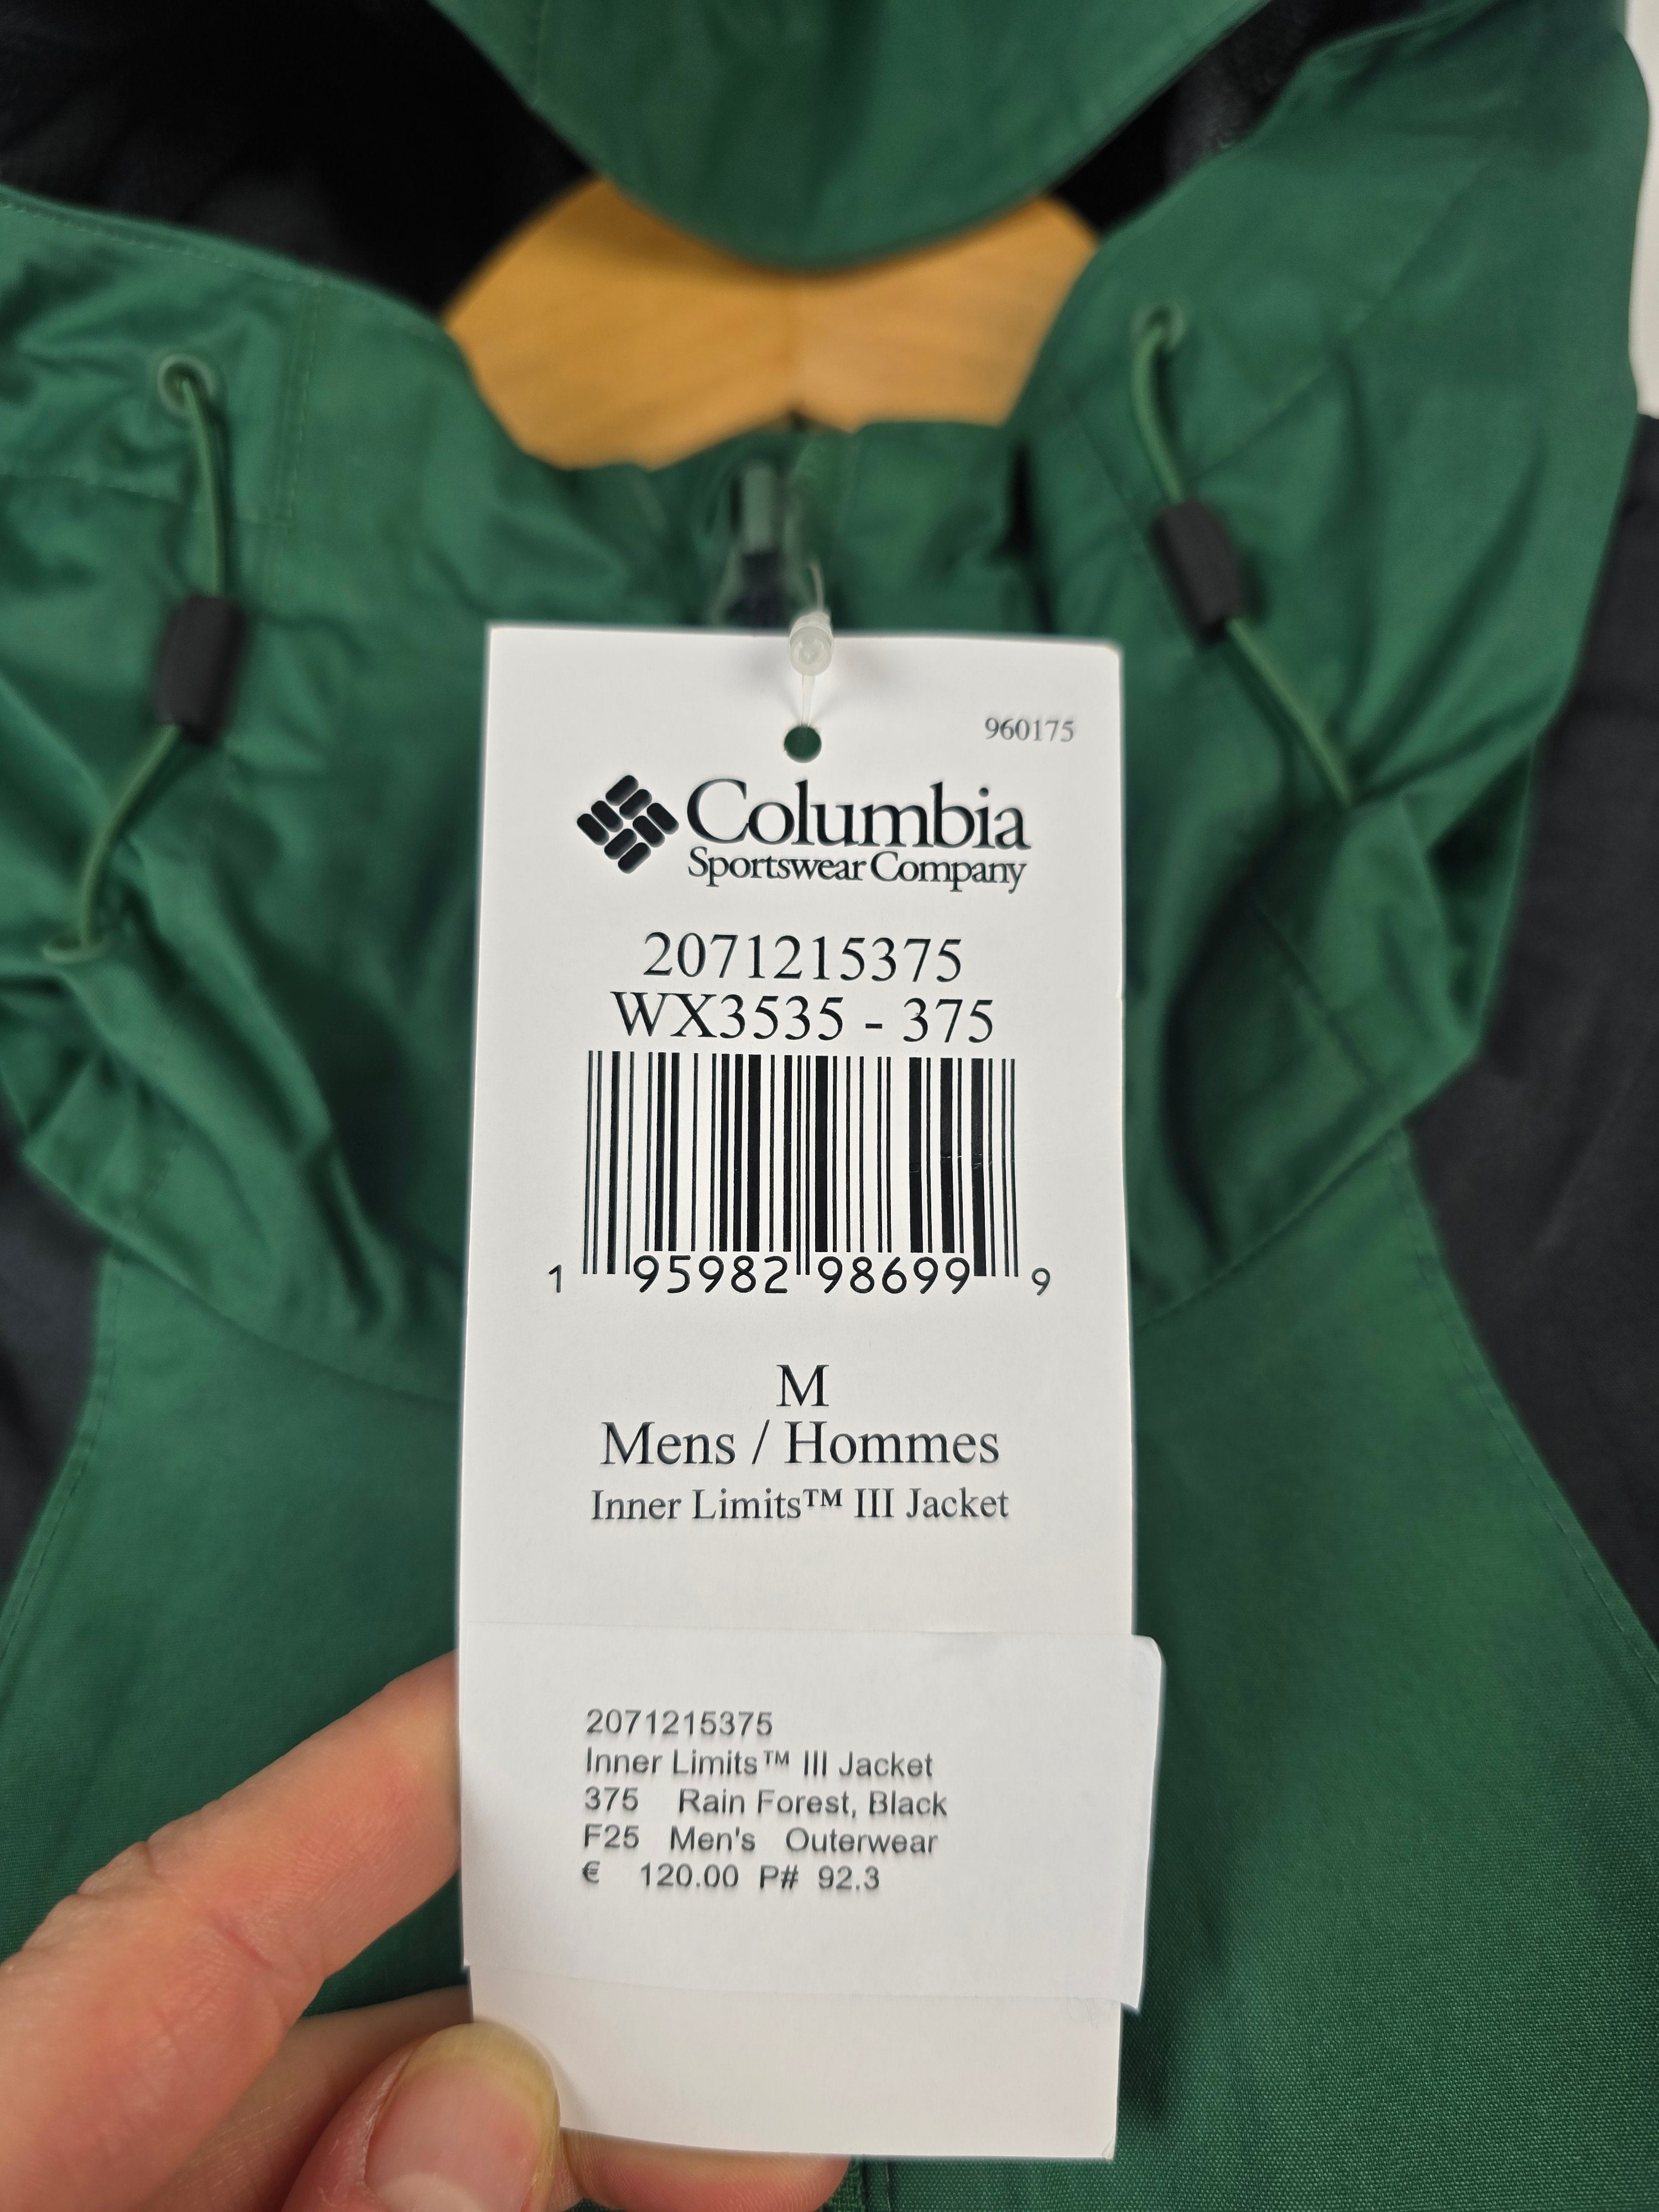 960175
Columbia
Sportswear Company
2071215375
WX3535 - 375
1 95982 98699 9
M
Mens / Hommes
Inner Limits™ III Jacket
2071215375
Inner Limits™ III Jacket
375 Rain Forest, Black
F25 Men's Outerwear
€ 120.00 P# 92.3